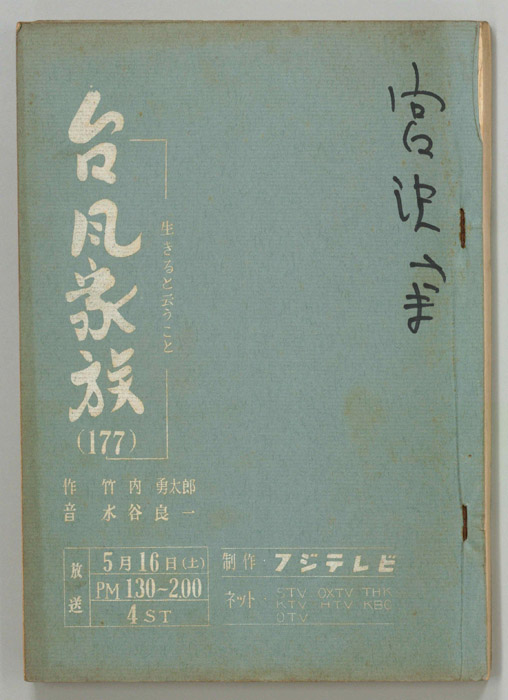 宮沢
台風家族
生きると云うこと
(177)
作 竹内 勇太郎
音 水谷良一
放送
5月16日(土)
PM 130~2.00
4 ST
制作・フジテレビ
ネット STV OXTV THK
KTV HTV KBC
OTV